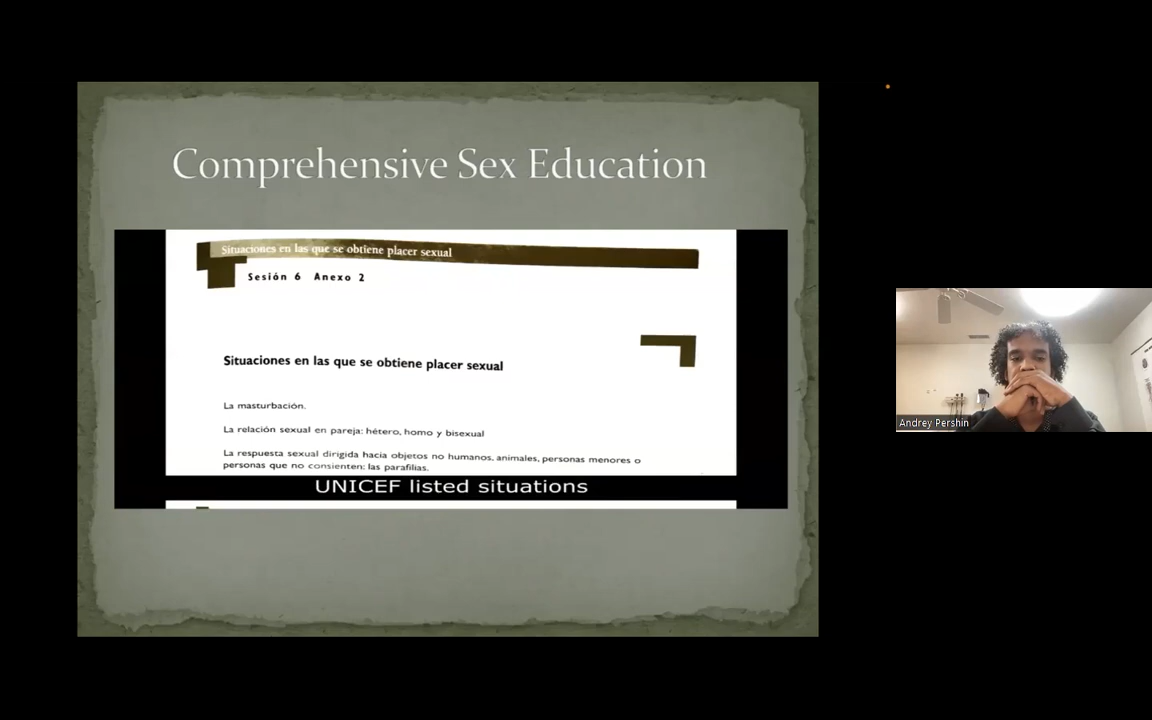 Comprehensive Sex Education
Situaciones en las que se obtiene placer sexual
Sesión 6 Anexo 2
Situaciones en las que se obtiene placer sexual
La masturbación.
La relación sexual en pareja: hétero, homo y bisexual
La respuesta sexual dirigida hacia objetos no humanos, animales, personas menores o
personas que no consienten: las parafilias.
UNICEF listed situations
Andrey Pershin